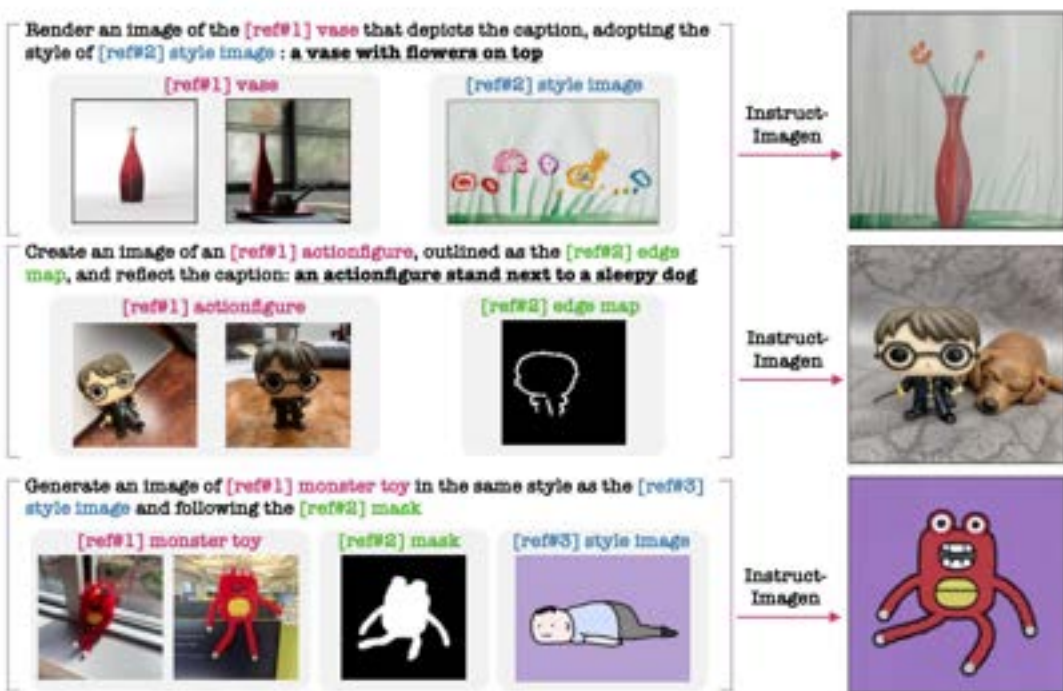 Render an image of the [ref#1] vase that depicts the caption, adopting the
style of [ref#2] style image : a vase with flowers on top
[ref#1] vase
[ref#2] style image
Instruct-
Imagen
Create an image of an [ref#1] actionfigure, outlined as the [ref#2] edge
map, and reflect the caption: an actionfigure stand next to a sleepy dog
[ref#1] actionfigure
[ref#2] edge map
Instruct-
Imagen
Generate an image of [ref#1] monster toy in the same style as the [ref#3]
style image and following the [ref#2] mask
[ref#1] monster toy
[ref#2] mask
[ref#3] style image
Instruct-
Imagen